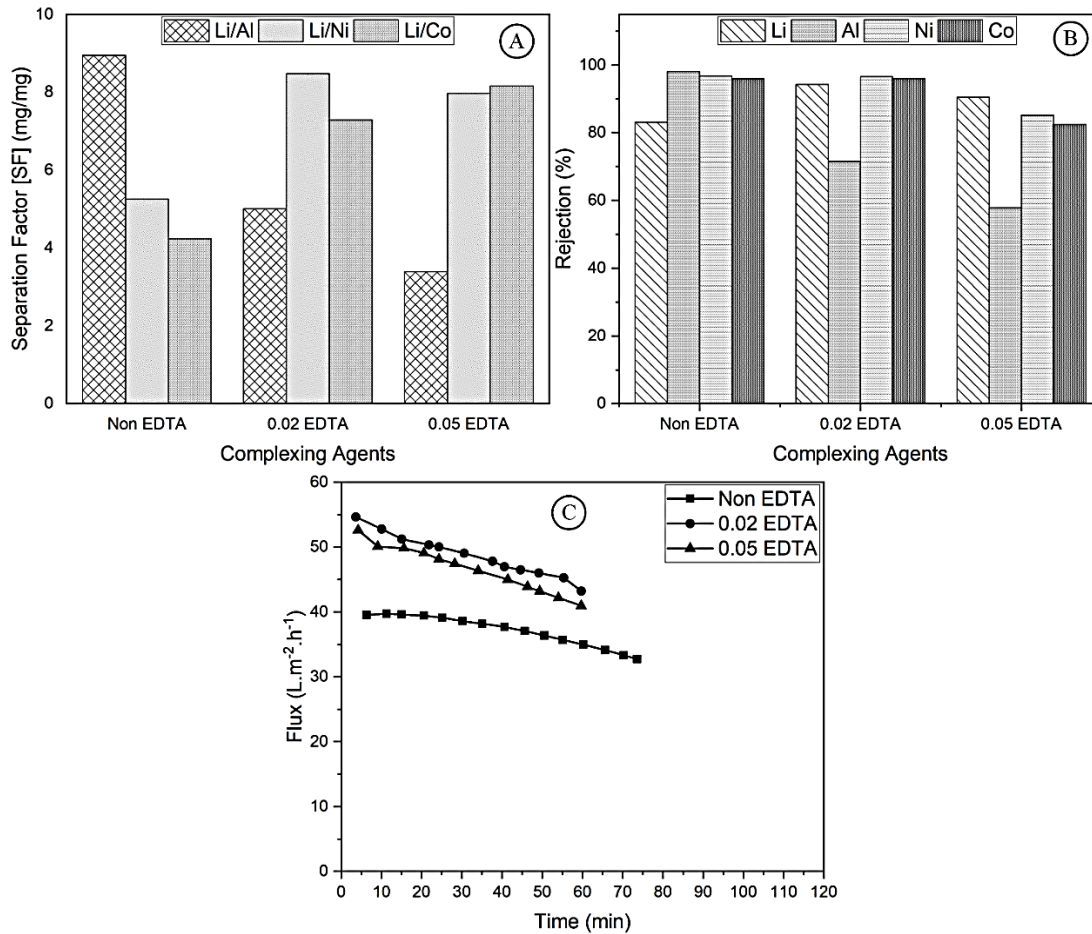 10
8
6
4
2
0
Separation Factor [SF] (mg/mg)
Li/Al Li/Ni Li/Co
A
Non EDTA 0.02 EDTA 0.05 EDTA
Complexing Agents
100
80
60
40
20
0
Rejection (%)
Li Al Ni Co
B
Non EDTA 0.02 EDTA 0.05 EDTA
Complexing Agents
60
50
40
30
20
10
0
Flux (L.m⁻².h⁻¹)
C
Non EDTA
0.02 EDTA
0.05 EDTA
0 10 20 30 40 50 60 70 80 90 100 110 120
Time (min)